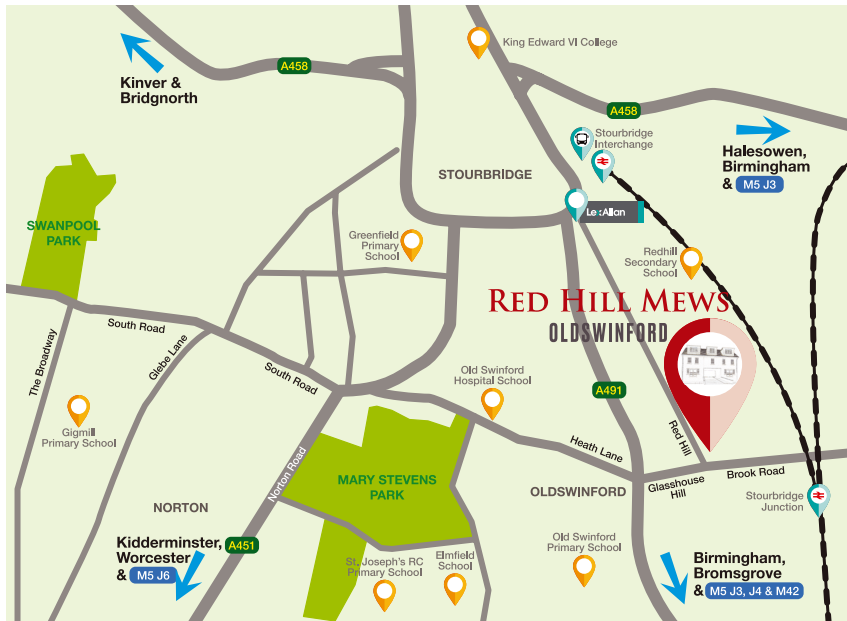 King Edward VI College
A458
Kinver &
Bridgnorth
A458
Stourbridge
Interchange
Halesowen,
Birmingham
& M5 J3
STOURBRIDGE
LexAllan
SWANPOOL
PARK
Greenfield
Primary
School
Redhill
Secondary
School
RED HILL MEWS
OLDSWINFORD
South Road
The Broadway
Glebe Lane
South Road
Old Swinford
Hospital School
A491
Red Hill
Gigmill
Primary School
Heath Lane
Norton Road
MARY STEVENS
PARK
OLDSWINFORD
Glasshouse
Hill
Brook Road
Stourbridge
Junction
NORTON
Kidderminster,
Worcester
& M5 J6
A451
St. Joseph's RC
Primary School
Elmfield
School
Old Swinford
Primary School
Birmingham,
Bromsgrove
& M5 J3, J4 & M42